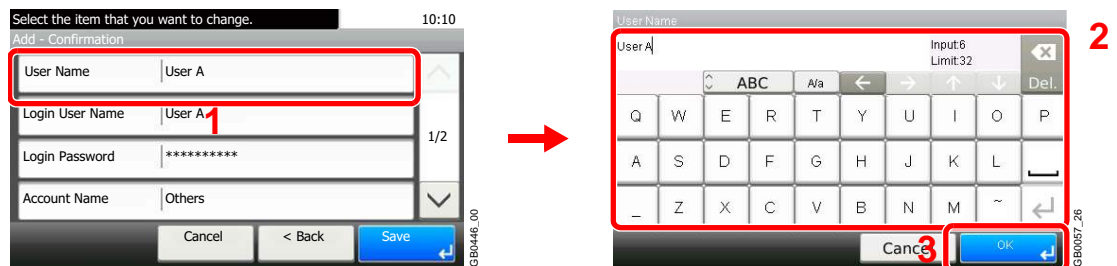 Select the item that you want to change. 10:10
Add - Confirmation
User Name User A
Login User Name User A
1
1/2
Login Password **********
Account Name Others
Cancel < Back Save
GB0446_00
User Name
2
User A Input:6
Limit:32
ABC A/a ← → ↑ ↓ Del.
Q W E R T Y U I O P
A S D F G H J K L
_ Z X C V B N M ~
Cancel 3 OK
GB0057_26